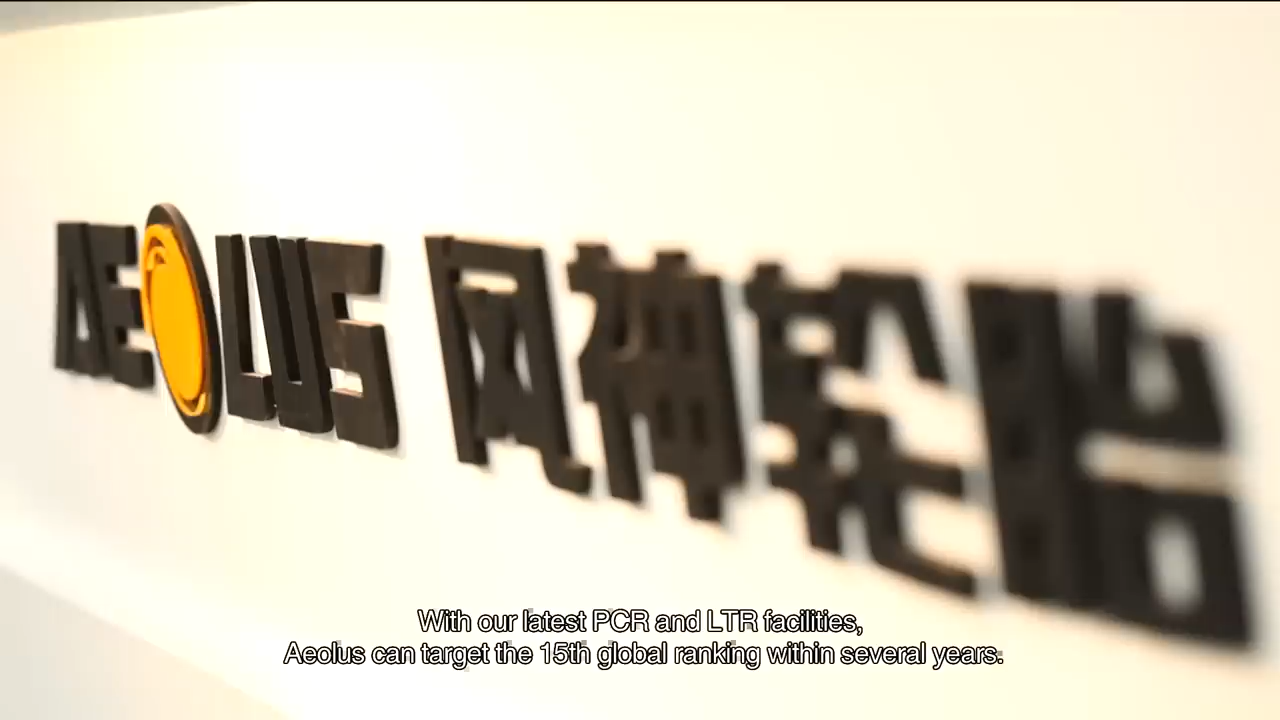 AEOLUS 风神轮胎
With our latest PCR and LTR facilities,
Aeolus can target the 15th global ranking within several years.